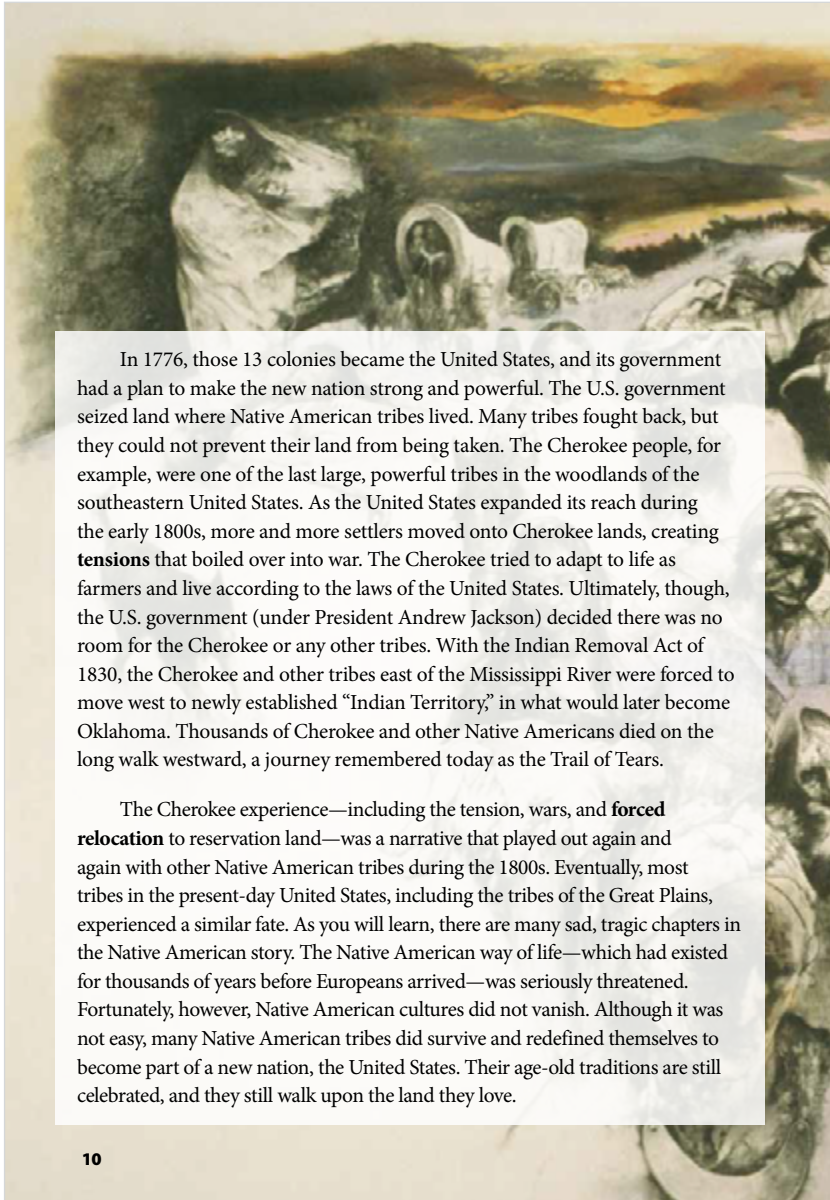 In 1776, those 13 colonies became the United States, and its government
had a plan to make the new nation strong and powerful. The U.S. government
seized land where Native American tribes lived. Many tribes fought back, but
they could not prevent their land from being taken. The Cherokee people, for
example, were one of the last large, powerful tribes in the woodlands of the
southeastern United States. As the United States expanded its reach during
the early 1800s, more and more settlers moved onto Cherokee lands, creating
tensions that boiled over into war. The Cherokee tried to adapt to life as
farmers and live according to the laws of the United States. Ultimately, though,
the U.S. government (under President Andrew Jackson) decided there was no
room for the Cherokee or any other tribes. With the Indian Removal Act of
1830, the Cherokee and other tribes east of the Mississippi River were forced to
move west to newly established “Indian Territory,” in what would later become
Oklahoma. Thousands of Cherokee and other Native Americans died on the
long walk westward, a journey remembered today as the Trail of Tears.
The Cherokee experience—including the tension, wars, and forced
relocation to reservation land—was a narrative that played out again and
again with other Native American tribes during the 1800s. Eventually, most
tribes in the present-day United States, including the tribes of the Great Plains,
experienced a similar fate. As you will learn, there are many sad, tragic chapters in
the Native American story. The Native American way of life—which had existed
for thousands of years before Europeans arrived—was seriously threatened.
Fortunately, however, Native American cultures did not vanish. Although it was
not easy, many Native American tribes did survive and redefined themselves to
become part of a new nation, the United States. Their age-old traditions are still
celebrated, and they still walk upon the land they love.
10